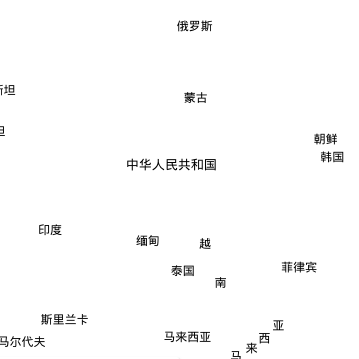 俄罗斯
斯坦
蒙古
坦
朝鲜
韩国
中华人民共和国
印度
缅甸
越
泰国
菲律宾
南
斯里兰卡
马来西亚
马尔代夫
马来西亚